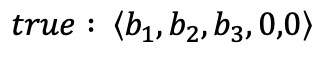 true : ⟨b₁, b₂, b₃, 0,0⟩